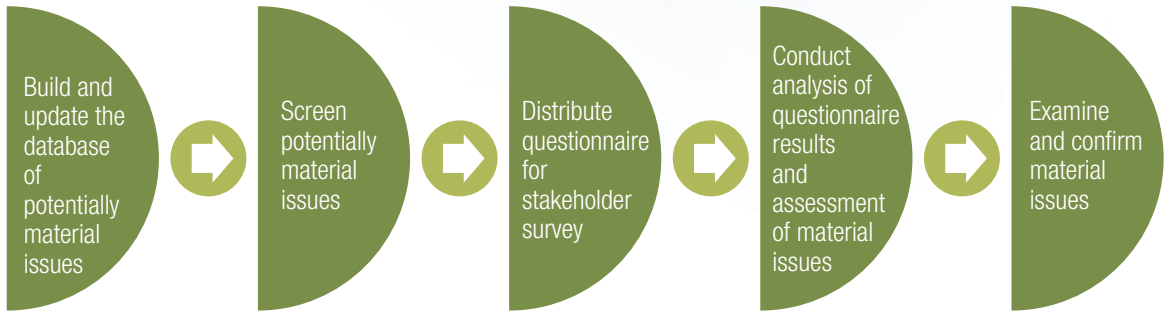 Build and
update the
database
of
potentially
material
issues
Screen
potentially
material
issues
Distribute
questionnaire
for
stakeholder
survey
Conduct
analysis of
questionnaire
results
and
assessment
of material
issues
Examine
and confirm
material
issues